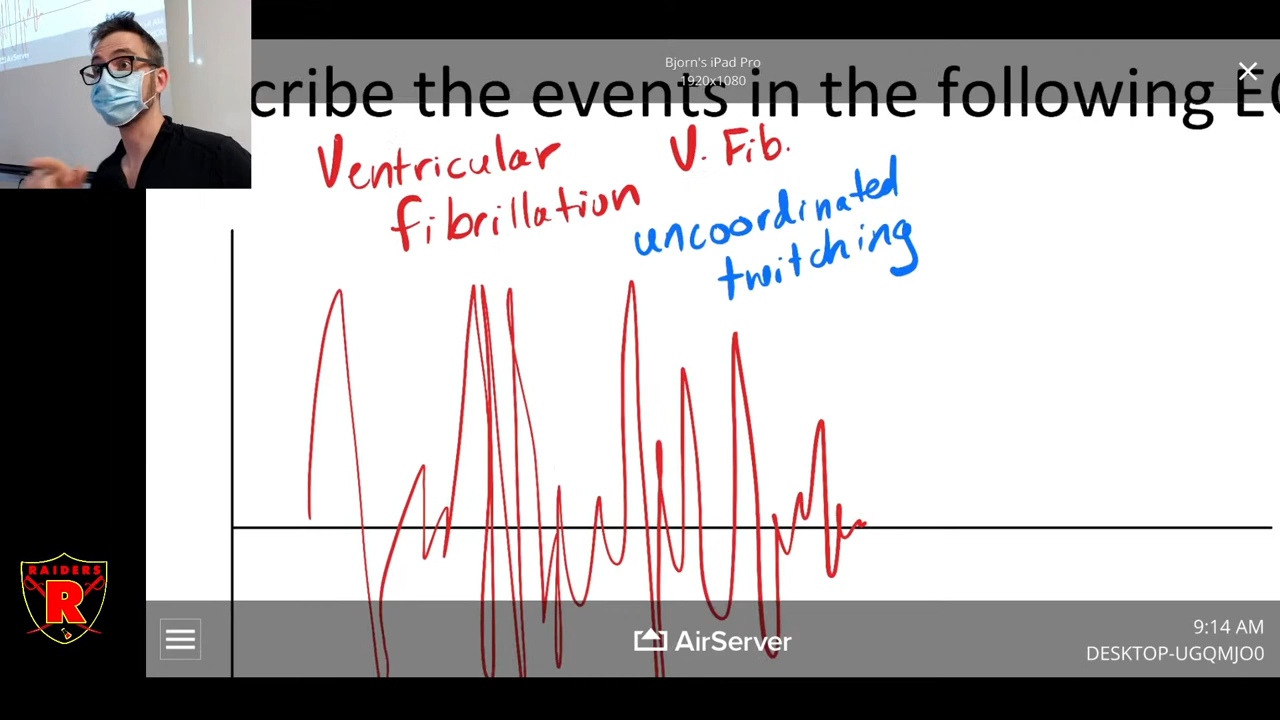 Bjorn's iPad Pro
1920x1080
cribe the events in the following E
Ventricular
fibrillation
V. Fib.
uncoordinated
twitching
RAIDERS
R
AirServer
9:14 AM
DESKTOP-UGQMJO0